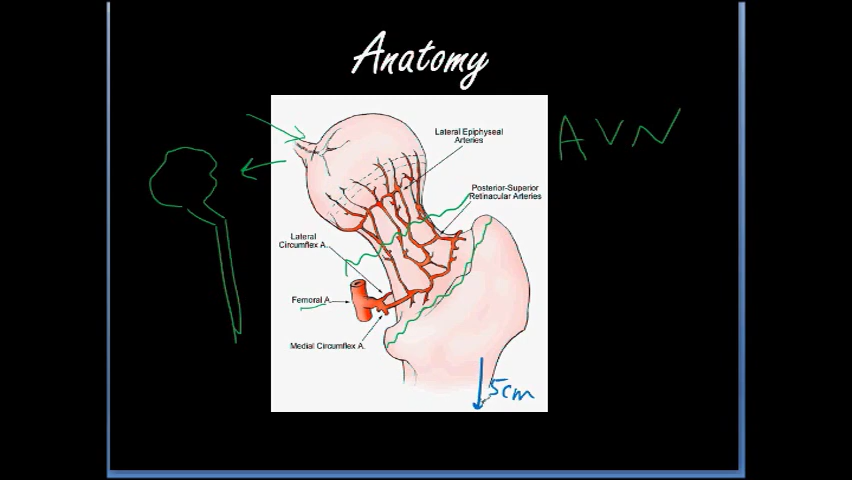 Anatomy
Lateral Epiphyseal
Arteries
AVN
Posterior-Superior
Retinacular Arteries
Lateral
Circumflex A.
Femoral A.
Medial Circumflex A.
5cm